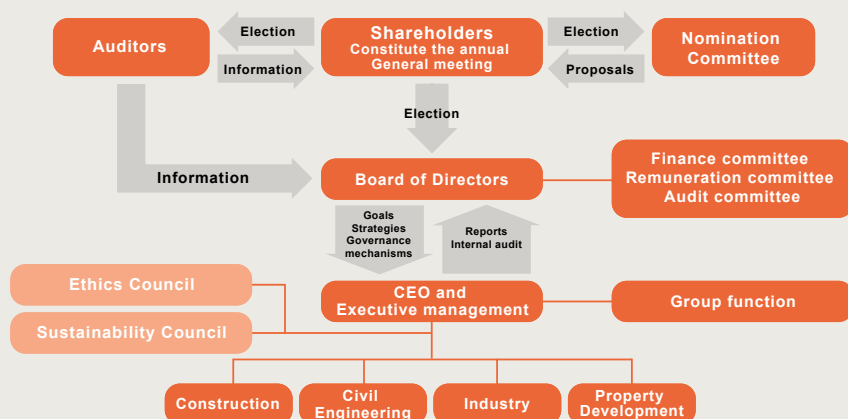 Auditors
Election
Information
Shareholders
Constitute the annual
General meeting
Election
Proposals
Nomination
Committee
Election
Information
Board of Directors
Finance committee
Remuneration committee
Audit committee
Goals
Strategies
Governance
mechanisms
Reports
Internal audit
Ethics Council
Sustainability Council
CEO and
Executive management
Group function
Construction
Civil
Engineering
Industry
Property
Development